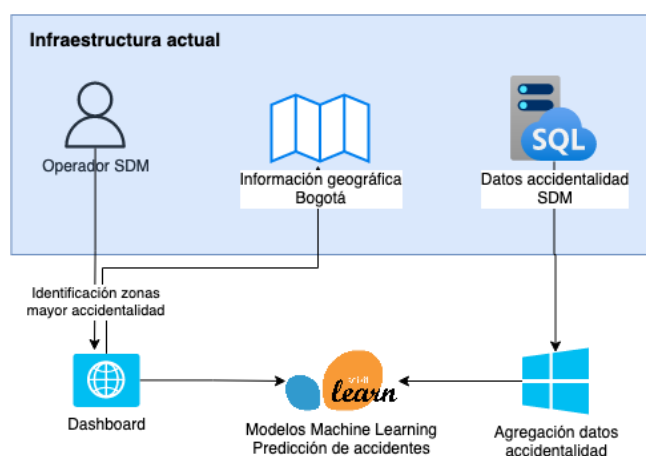 Infraestructura actual
SQL
Operador SDM
Información geográfica
Bogotá
Datos accidentalidad
SDM
Identificación zonas
mayor accidentalidad
learn
Dashboard
Modelos Machine Learning
Predicción de accidentes
Agregación datos
accidentalidad